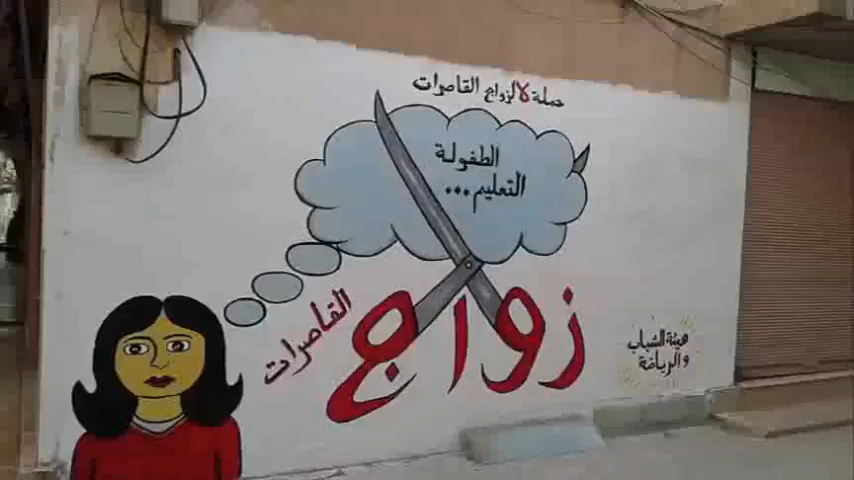 حملة لا لزواج القاصرات
الطفولة
التعليم ...
زواج
القاصرات
هيئة الشباب
والرياضة